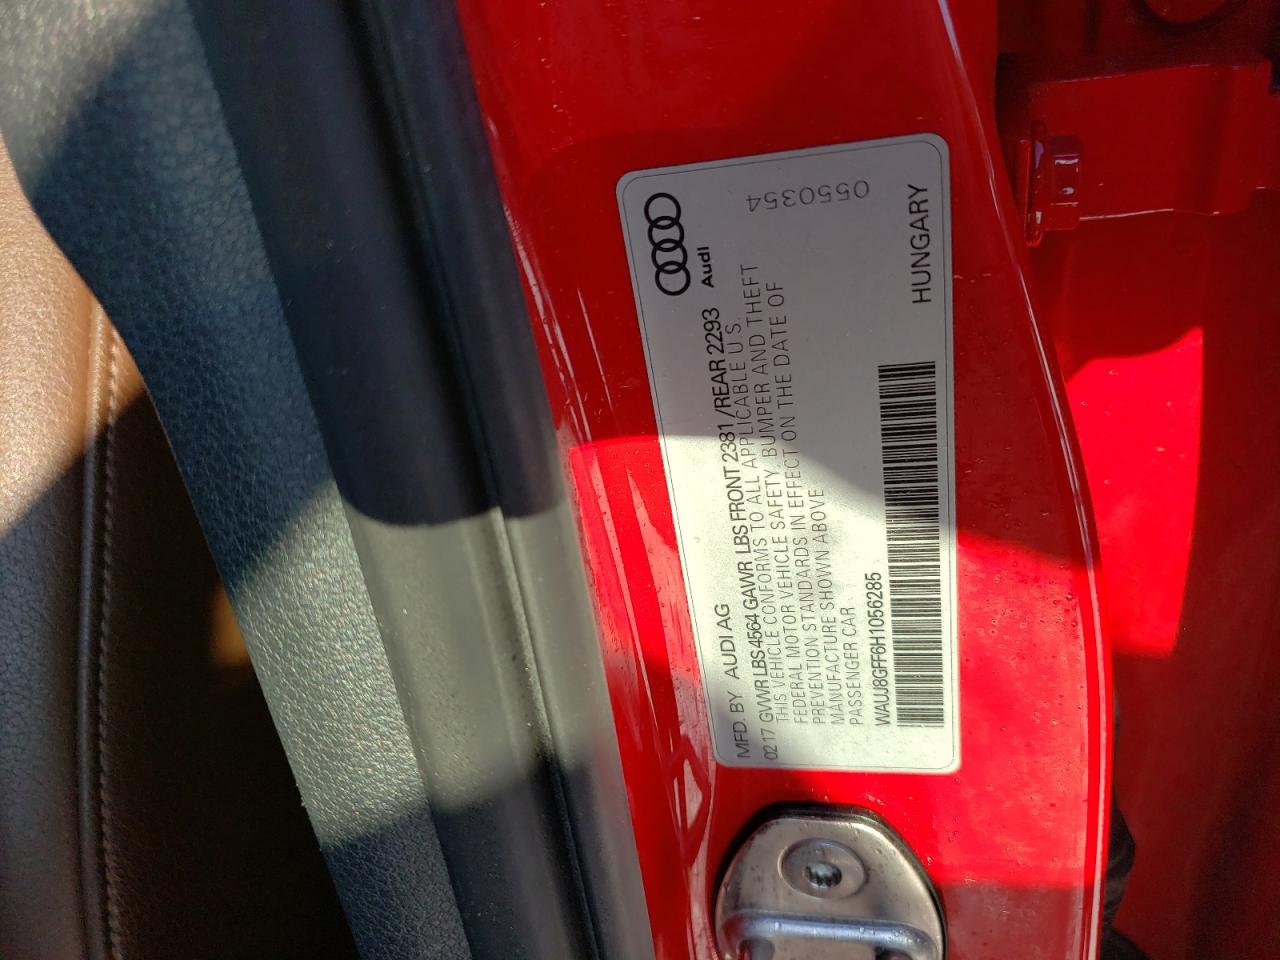 Audi
0550354
MFD. BY AUDI AG
02 17 GVWR LBS 4564 GAWR LBS FRONT 2381/REAR 2293
THIS VEHICLE CONFORMS TO ALL APPLICABLE U.S.
FEDERAL MOTOR VEHICLE SAFETY, BUMPER AND THEFT
PREVENTION STANDARDS IN EFFECT ON THE DATE OF
MANUFACTURE SHOWN ABOVE
PASSENGER CAR
WAUJ8GFF6H1056285
HUNGARY